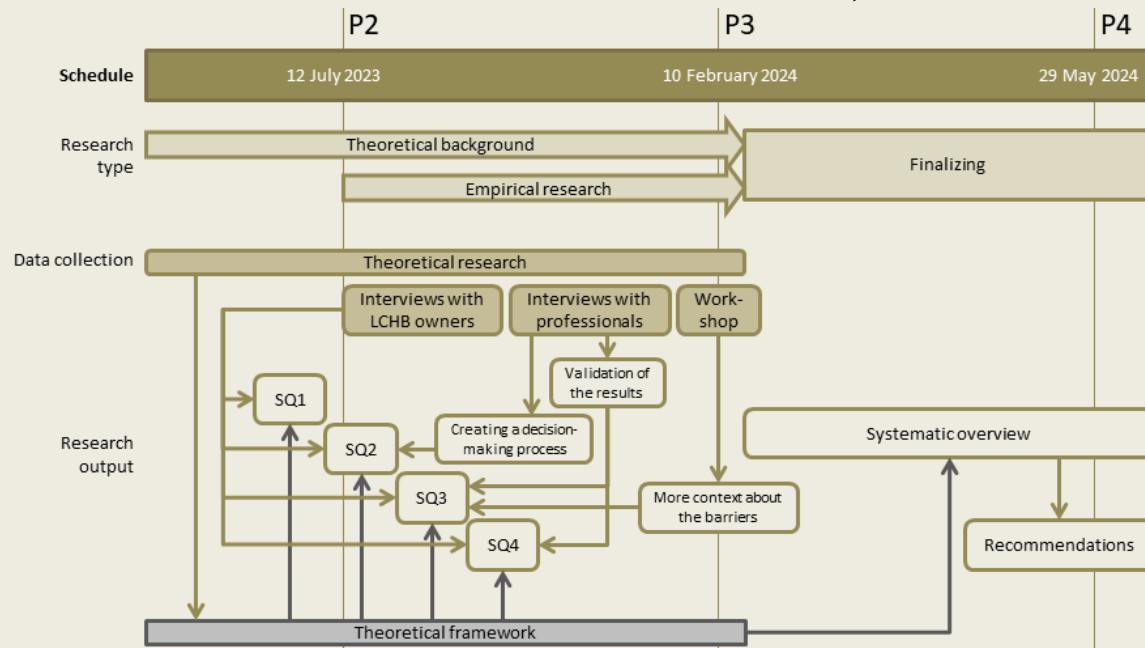 P2
P3
P4
Schedule
12 July 2023
10 February 2024
29 May 2024
Research
type
Theoretical background
Empirical research
Finalizing
Data collection
Theoretical research
Interviews with
LCHB owners
Interviews with
professionals
Work-
shop
Validation of
the results
SQ1
Creating a decision-
making process
SQ2
Research
output
Systematic overview
SQ3
More context about
the barriers
SQ4
Recommendations
Theoretical framework